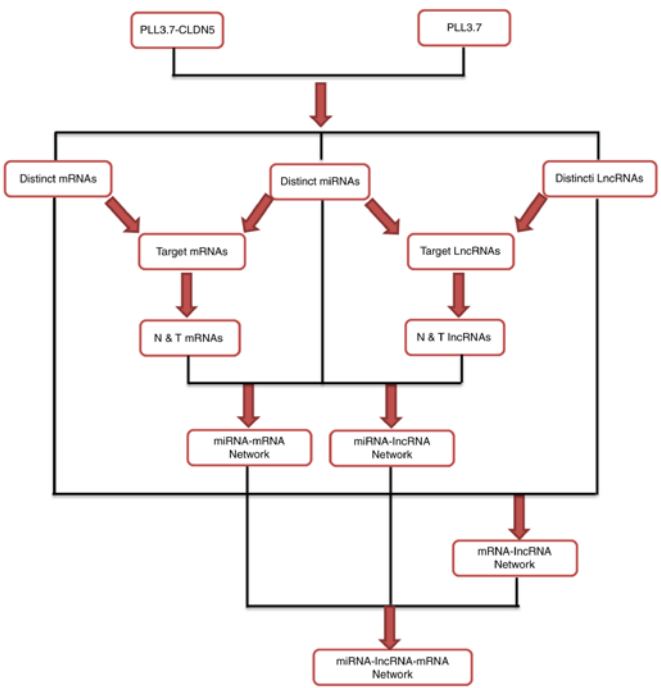 PLL3.7-CLDN5
PLL3.7
Distinct mRNAs
Distinct miRNAs
Distincti LncRNAs
Target mRNAs
Target LncRNAs
N & T mRNAs
N & T lncRNAs
miRNA-mRNA
Network
miRNA-lncRNA
Network
mRNA-lncRNA
Network
miRNA-lncRNA-mRNA
Network